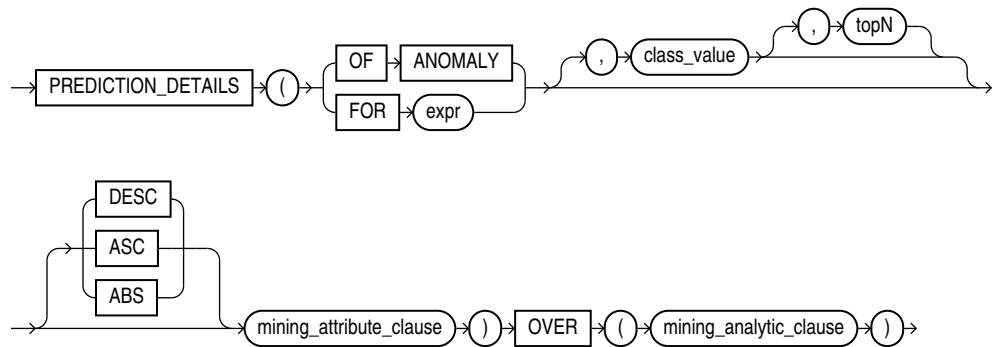 , topN
OF ANOMALY , class_value
PREDICTION_DETAILS (
FOR expr
DESC
ASC
ABS
mining_attribute_clause ) OVER ( mining_analytic_clause )